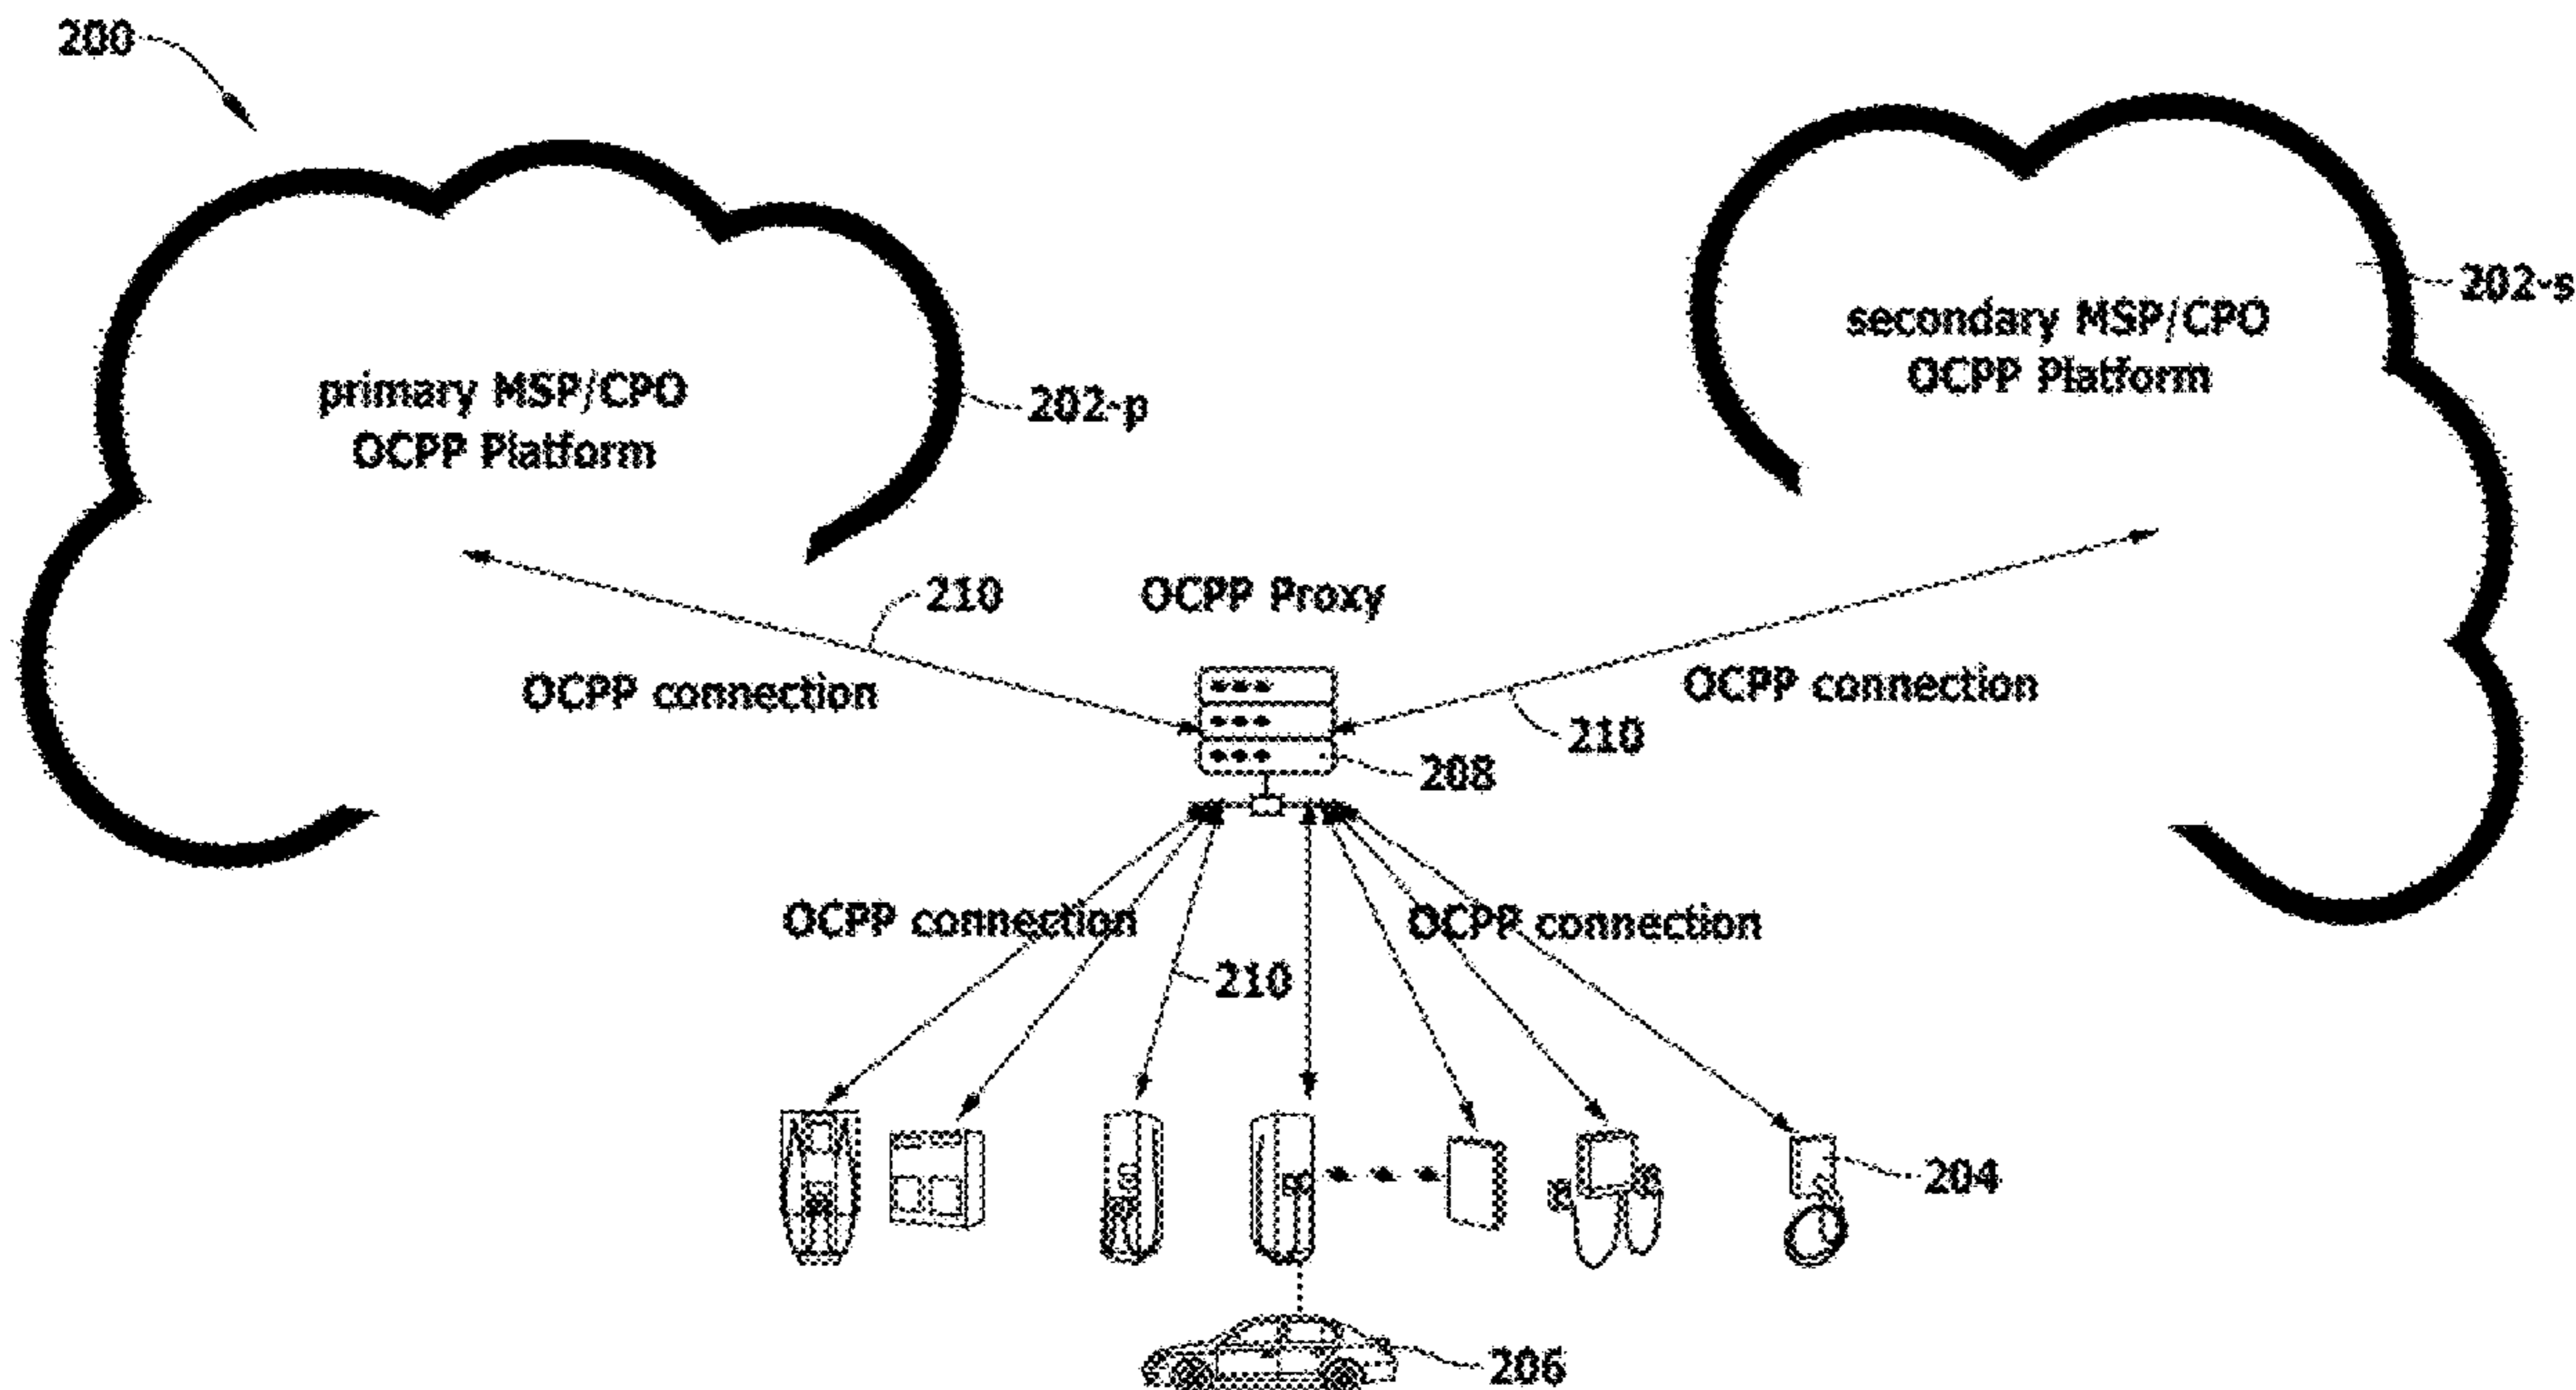 200
primary MSP/CPO
OCPP Platform
202-p
secondary MSP/CPO
OCPP Platform
202-s
210
OCPP Proxy
OCPP connection
OCPP connection
210
208
OCPP connection
OCPP connection
210
204
206